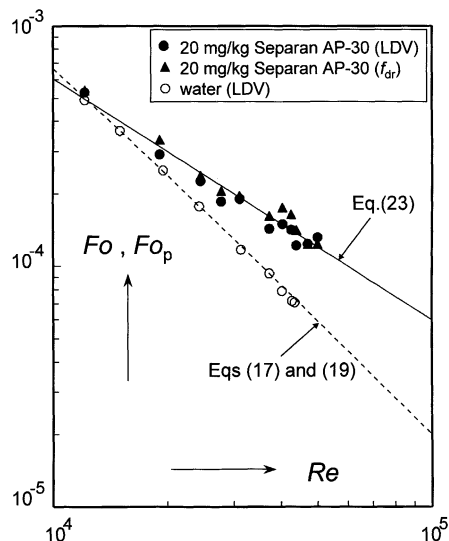 10⁻³
20 mg/kg Separan AP-30 (LDV)
20 mg/kg Separan AP-30 (f_dr)
water (LDV)
Eq.(23)
10⁻⁴
Fo , Fo_p
Eqs (17) and (19)
Re
10⁻⁵
10⁴
10⁵